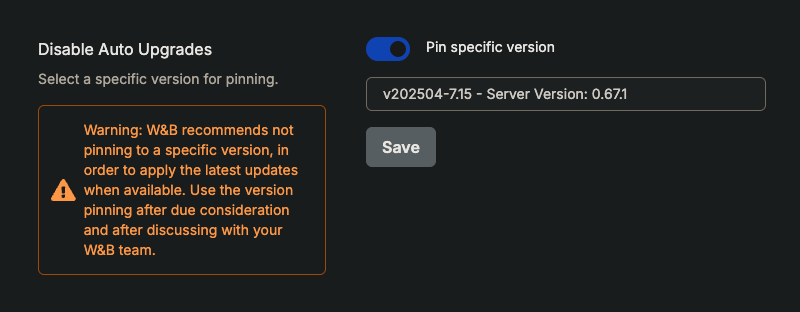 Disable Auto Upgrades
Select a specific version for pinning.
Warning: W&B recommends not
pinning to a specific version, in
order to apply the latest updates
when available. Use the version
pinning after due consideration
and after discussing with your
W&B team.
Pin specific version
v202504-7.15 - Server Version: 0.67.1
Save